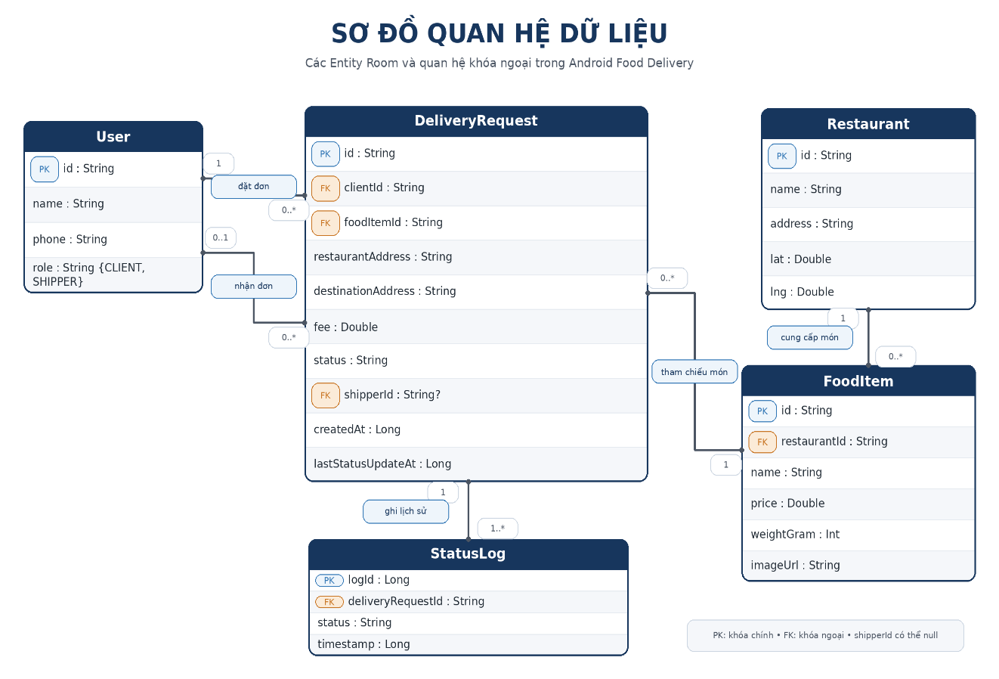 SƠ ĐỒ QUAN HỆ DỮ LIỆU
Các Entity Room và quan hệ khóa ngoại trong Android Food Delivery
User
PK id : String
name : String
phone : String
role : String {CLIENT,
SHIPPER}
1
đặt đơn
0..*
0..1
nhận đơn
0..*
DeliveryRequest
PK id : String
FK clientId : String
FK foodItemId : String
restaurantAddress : String
destinationAddress : String
fee : Double
status : String
FK shipperId : String?
createdAt : Long
lastStatusUpdateAt : Long
0..*
tham chiếu món
1
Restaurant
PK id : String
name : String
address : String
lat : Double
lng : Double
1
cung cấp món
0..*
FoodItem
PK id : String
FK restaurantId : String
name : String
price : Double
weightGram : Int
imageUrl : String
1
ghi lịch sử
1..*
StatusLog
PK logId : Long
FK deliveryRequestId : String
status : String
timestamp : Long
PK: khóa chính • FK: khóa ngoại • shipperId có thể null